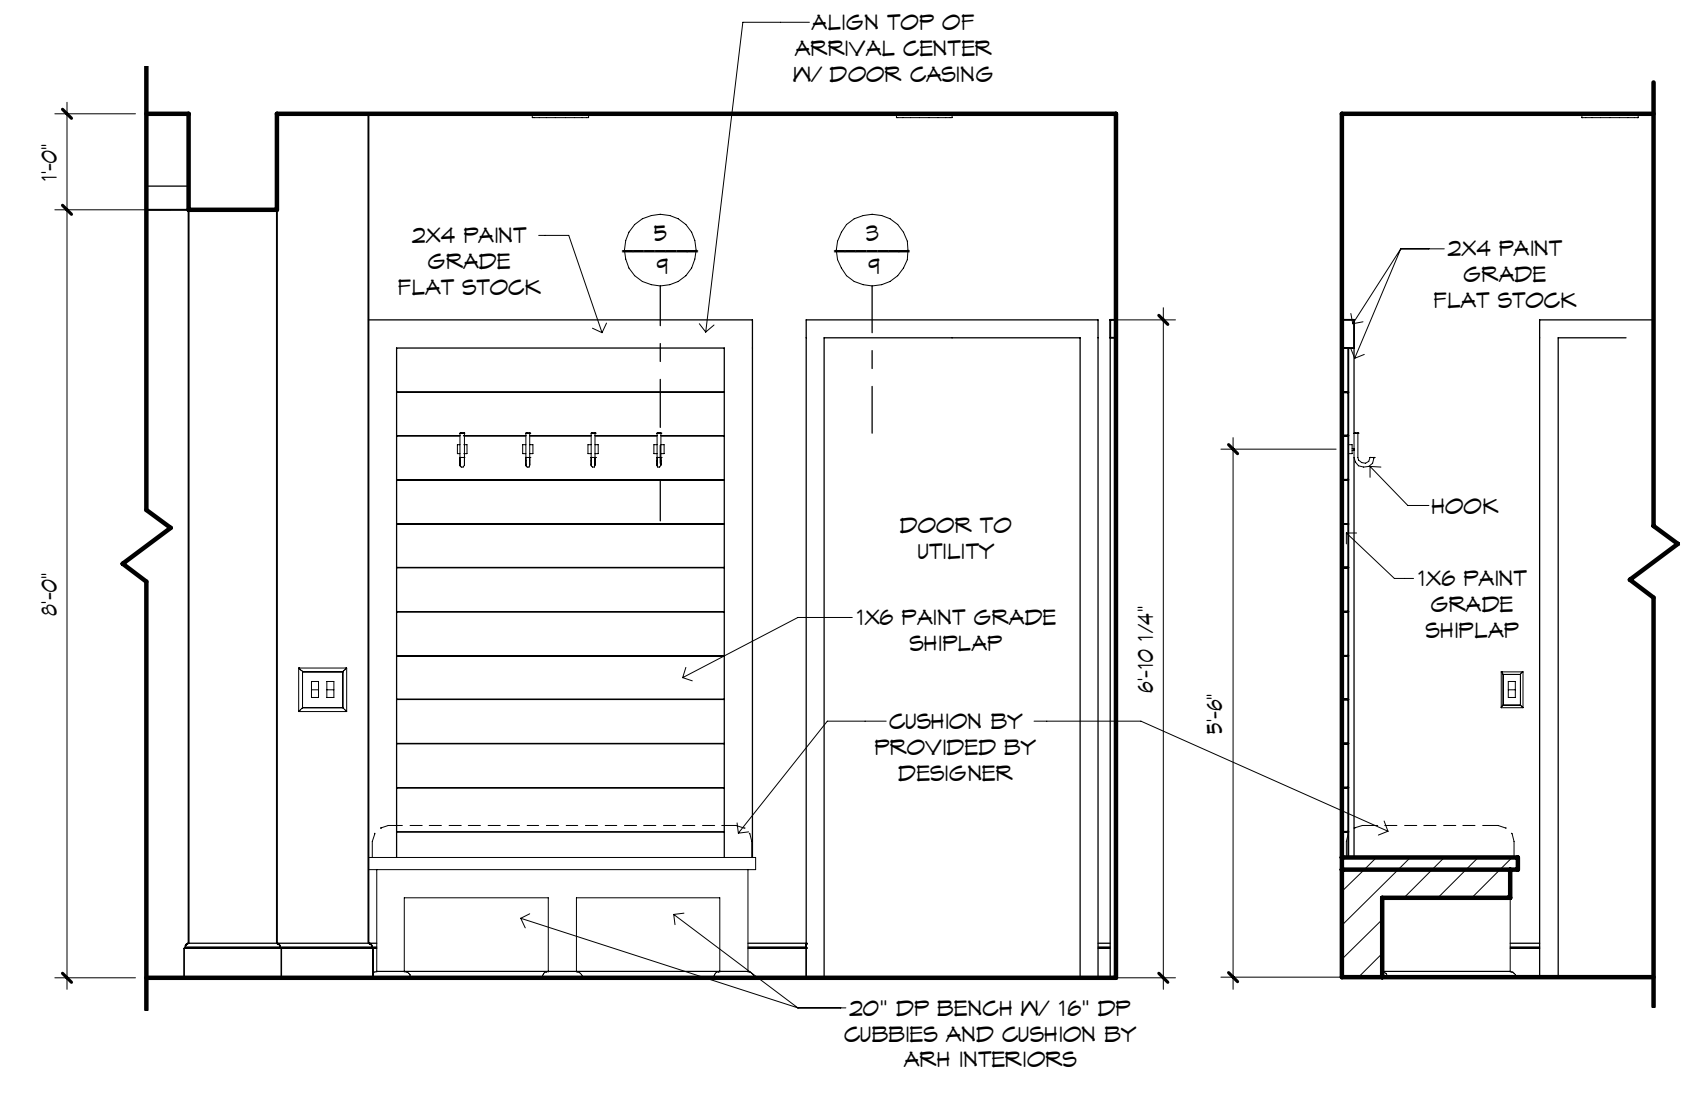 ALIGN TOP OF
ARRIVAL CENTER
W/ DOOR CASING
1'-0"
8'-0"
2X4 PAINT
GRADE
FLAT STOCK
5
9
3
9
DOOR TO
UTILITY
1X6 PAINT GRADE
SHIPLAP
CUSHION BY
PROVIDED BY
DESIGNER
20" DP BENCH W/ 16" DP
CUBBIES AND CUSHION BY
ARH INTERIORS
6'-10 1/4"
5'-6"
2X4 PAINT
GRADE
FLAT STOCK
HOOK
1X6 PAINT
GRADE
SHIPLAP